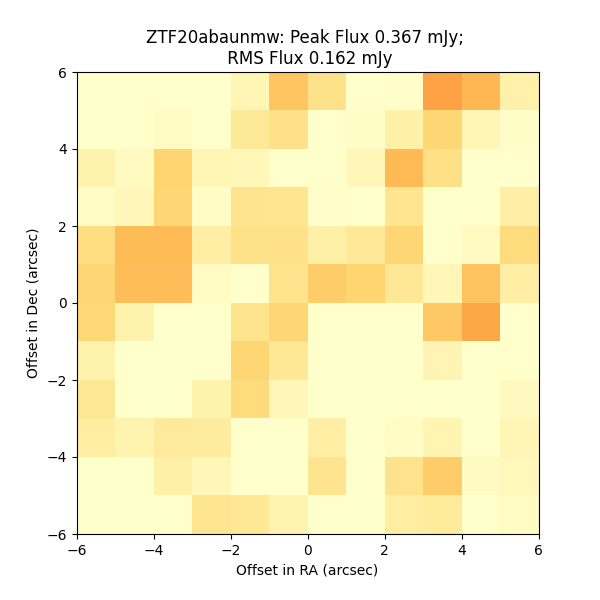 ZTF20abaunmw: Peak Flux 0.367 mJy;
RMS Flux 0.162 mJy
6
4
2
0
−2
−4
−6
Offset in Dec (arcsec)
−6 −4 −2 0 2 4 6
Offset in RA (arcsec)